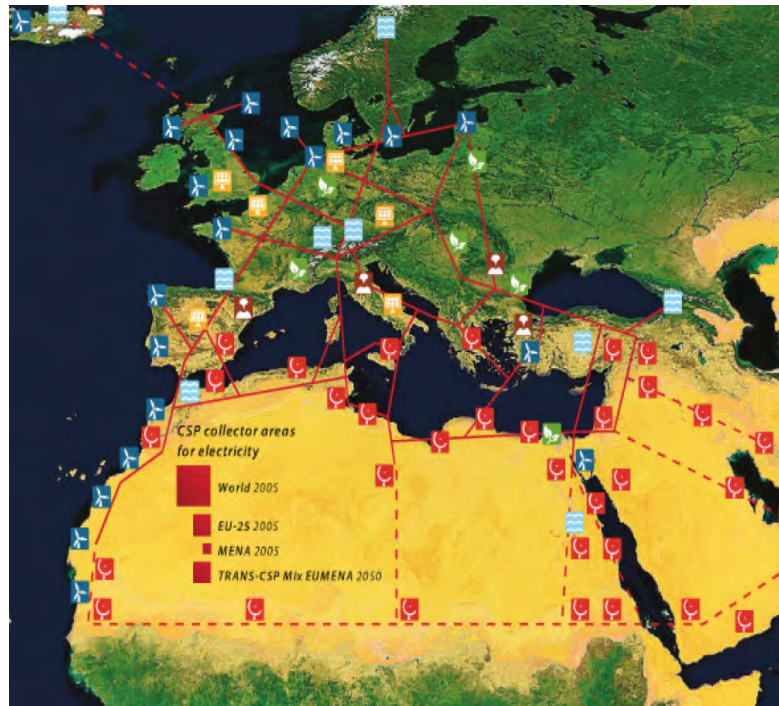 CSP collector areas
for electricity
World 2005
EU-25 2005
MENA 2005
TRANS-CSP Mix EUMENA 2050